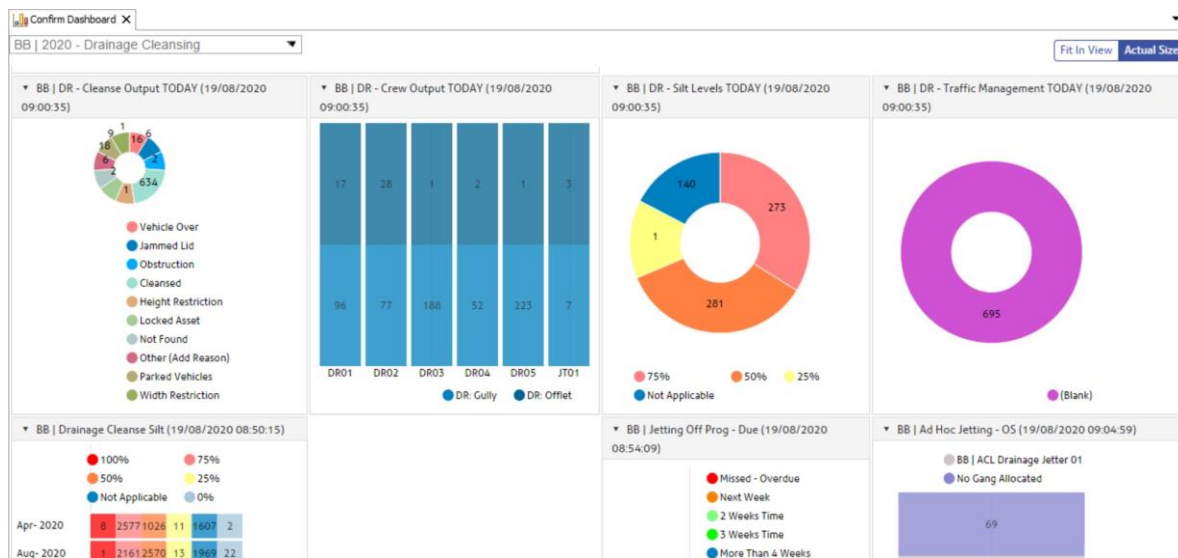 Confirm Dashboard X
BB | 2020 - Drainage Cleansing
Fit In View Actual Size
BB | DR - Cleanse Output TODAY (19/08/2020
09:00:35)
9 1 16 6
18 2
6
2 634
1
Vehicle Over
Jammed Lid
Obstruction
Cleansed
Height Restriction
Locked Asset
Not Found
Other (Add Reason)
Parked Vehicles
Width Restriction
BB | DR - Crew Output TODAY (19/08/2020
09:00:35)
17 28 1 2 1 3
96 77 188 52 223 7
DR01 DR02 DR03 DR04 DR05 JT01
DR: Gully DR: Offlet
BB | DR - Silt Levels TODAY (19/08/2020
09:00:35)
140
273
1
281
75% 50% 25%
Not Applicable
BB | DR - Traffic Management TODAY (19/08/2020
09:00:35)
695
(Blank)
BB | Drainage Cleanse Silt (19/08/2020 08:50:15)
100% 75%
50% 25%
Not Applicable 0%
Apr- 2020 8 2577 1026 11 1607 2
Aug- 2020 1 2161 2570 13 1969 22
BB | Jetting Off Prog - Due (19/08/2020
08:54:09)
Missed - Overdue
Next Week
2 Weeks Time
3 Weeks Time
More Than 4 Weeks
BB | Ad Hoc Jetting - OS (19/08/2020 09:04:59)
BB | ACL Drainage Jetter 01
No Gang Allocated
69